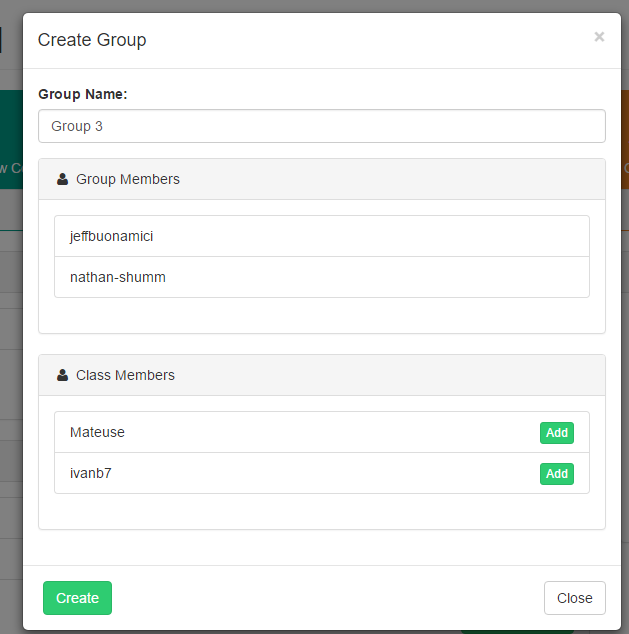 Create Group
×
Group Name:
Group 3
Group Members
jeffbuonamici
nathan-shumm
Class Members
Mateuse Add
ivanb7 Add
Create Close